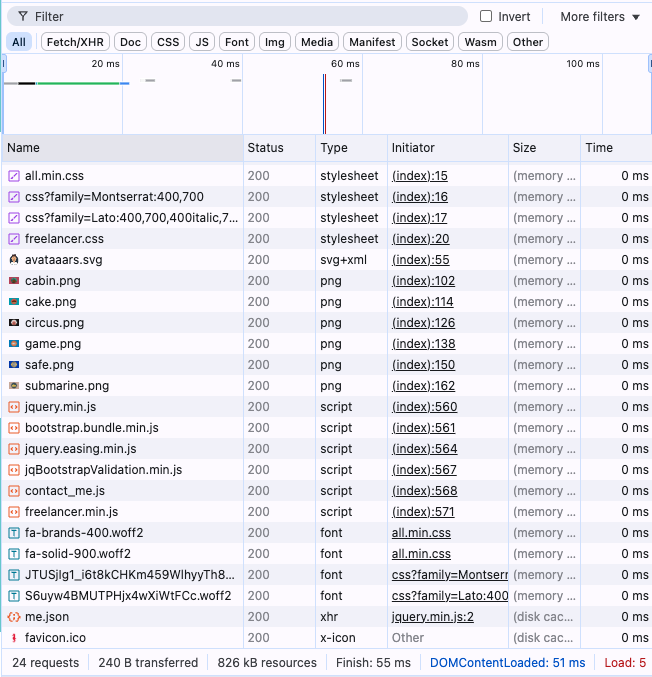 Filter Invert More filters
All Fetch/XHR Doc CSS JS Font Img Media Manifest Socket Wasm Other
20 ms 40 ms 60 ms 80 ms 100 ms
Name Status Type Initiator Size Time
all.min.css 200 stylesheet (index):15 (memory ... 0 ms
css?family=Montserrat:400,700 200 stylesheet (index):16 (memory ... 0 ms
css?family=Lato:400,700,400italic,7... 200 stylesheet (index):17 (memory ... 0 ms
freelancer.css 200 stylesheet (index):20 (memory ... 0 ms
avataaars.svg 200 svg+xml (index):55 (memory ... 0 ms
cabin.png 200 png (index):102 (memory ... 0 ms
cake.png 200 png (index):114 (memory ... 0 ms
circus.png 200 png (index):126 (memory ... 0 ms
game.png 200 png (index):138 (memory ... 0 ms
safe.png 200 png (index):150 (memory ... 0 ms
submarine.png 200 png (index):162 (memory ... 0 ms
jquery.min.js 200 script (index):560 (memory ... 0 ms
bootstrap.bundle.min.js 200 script (index):561 (memory ... 0 ms
jquery.easing.min.js 200 script (index):564 (memory ... 0 ms
jqBootstrapValidation.min.js 200 script (index):567 (memory ... 0 ms
contact_me.js 200 script (index):568 (memory ... 0 ms
freelancer.min.js 200 script (index):571 (memory ... 0 ms
fa-brands-400.woff2 200 font all.min.css (memory ... 0 ms
fa-solid-900.woff2 200 font all.min.css (memory ... 0 ms
JTUSjIg1_i6t8kCHKm459WlhyyTh8... 200 font css?family=Montserr (memory ... 0 ms
S6uyw4BMUTPHjx4wXiWtFCc.woff2 200 font css?family=Lato:400 (memory ... 0 ms
me.json 200 xhr jquery.min.js:2 (disk cac... 0 ms
favicon.ico 200 x-icon Other (disk cac... 0 ms
24 requests 240 B transferred 826 kB resources Finish: 55 ms DOMContentLoaded: 51 ms Load: 5